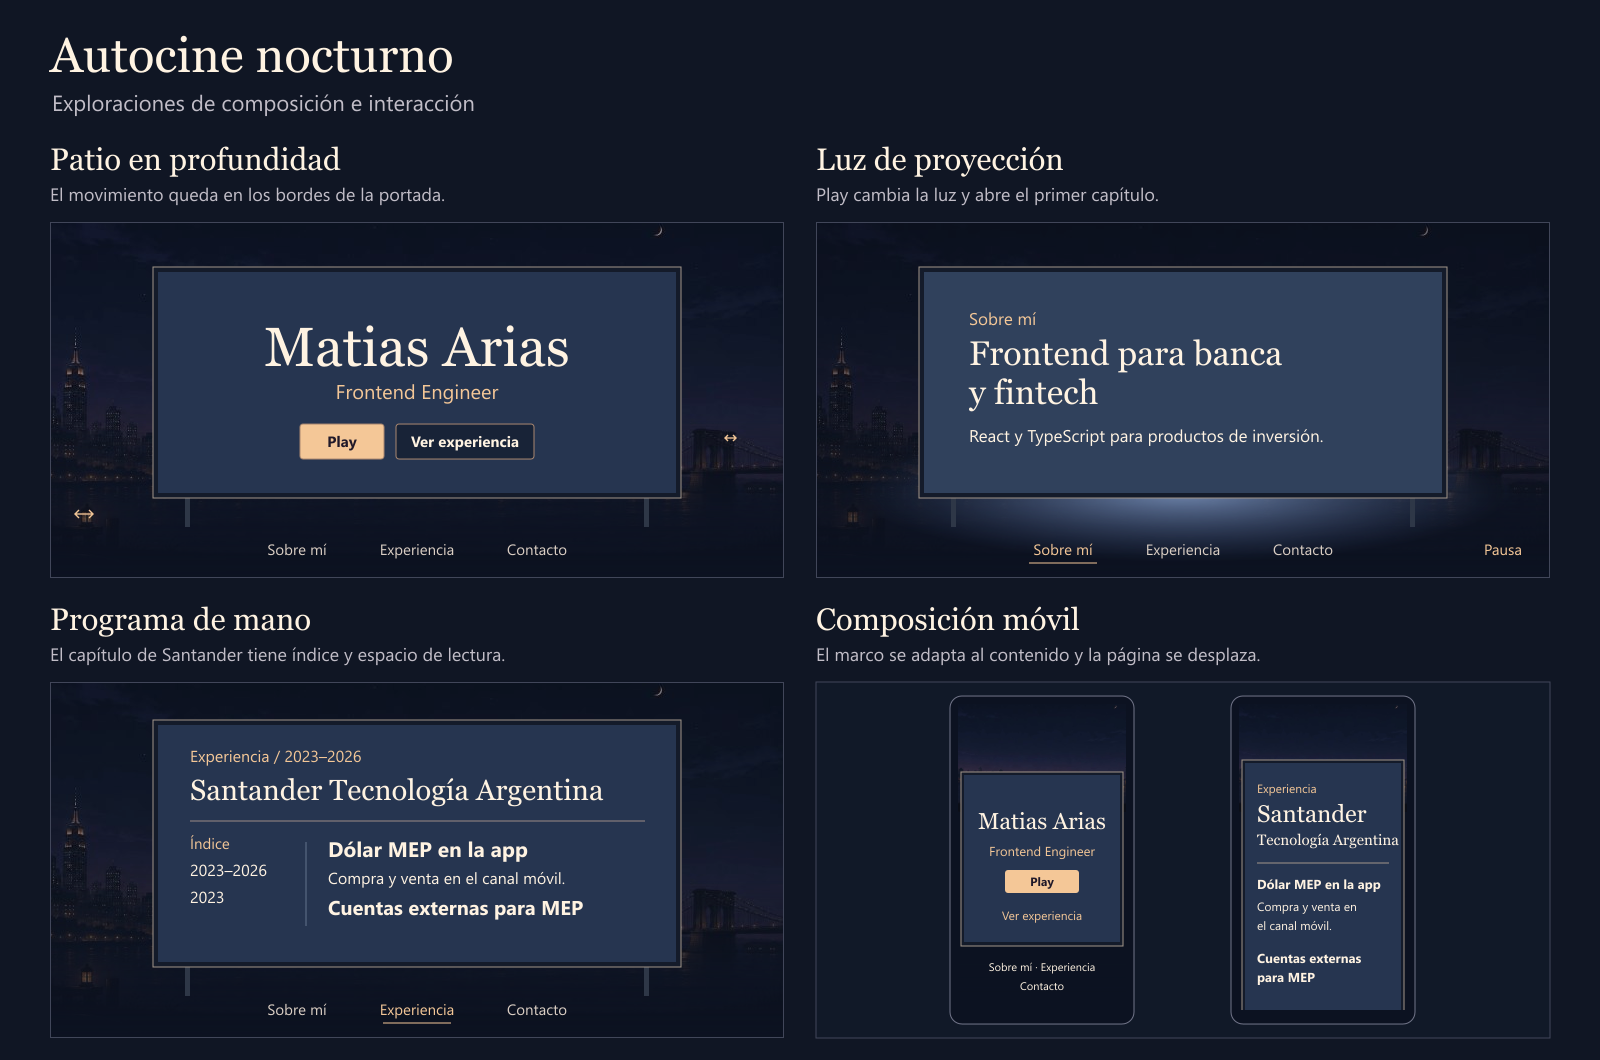 Autocine nocturno
Exploraciones de composición e interacción
Patio en profundidad
El movimiento queda en los bordes de la portada.
Matias Arias
Frontend Engineer
Play
Ver experiencia
Sobre mí
Experiencia
Contacto
Luz de proyección
Play cambia la luz y abre el primer capítulo.
Sobre mí
Frontend para banca
y fintech
React y TypeScript para productos de inversión.
Sobre mí
Experiencia
Contacto
Pausa
Programa de mano
El capítulo de Santander tiene índice y espacio de lectura.
Experiencia / 2023–2026
Santander Tecnología Argentina
Índice
2023–2026
2023
Dólar MEP en la app
Compra y venta en el canal móvil.
Cuentas externas para MEP
Sobre mí
Experiencia
Contacto
Composición móvil
El marco se adapta al contenido y la página se desplaza.
Matias Arias
Frontend Engineer
Play
Ver experiencia
Sobre mí · Experiencia
Contacto
Experiencia
Santander
Tecnología Argentina
Dólar MEP en la app
Compra y venta en
el canal móvil.
Cuentas externas
para MEP